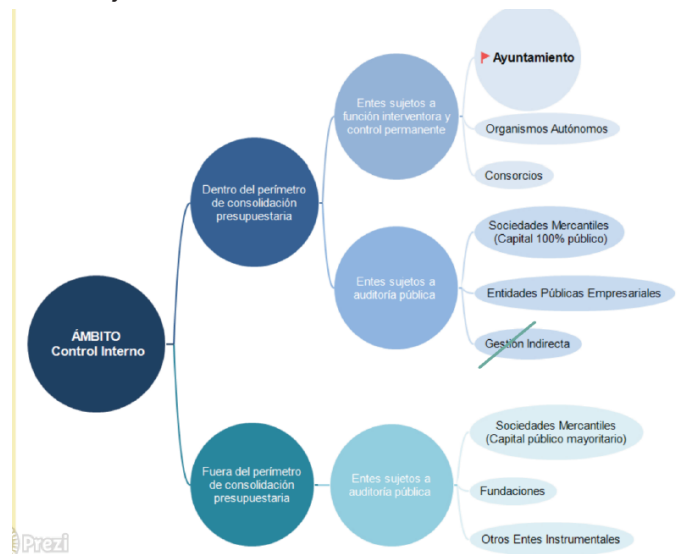 Ayuntamiento
Entes sujetos a
función interventora y
control permanente
Organismos Autónomos
Consorcios
Dentro del perímetro
de consolidación
presupuestaria
Sociedades Mercantiles
(Capital 100% público)
Entes sujetos a
auditoría pública
Entidades Públicas Empresariales
Gestión Indirecta
ÁMBITO
Control Interno
Sociedades Mercantiles
(Capital público mayoritario)
Fuera del perímetro
de consolidación
presupuestaria
Entes sujetos a
auditoría pública
Fundaciones
Otros Entes Instrumentales
Prezi